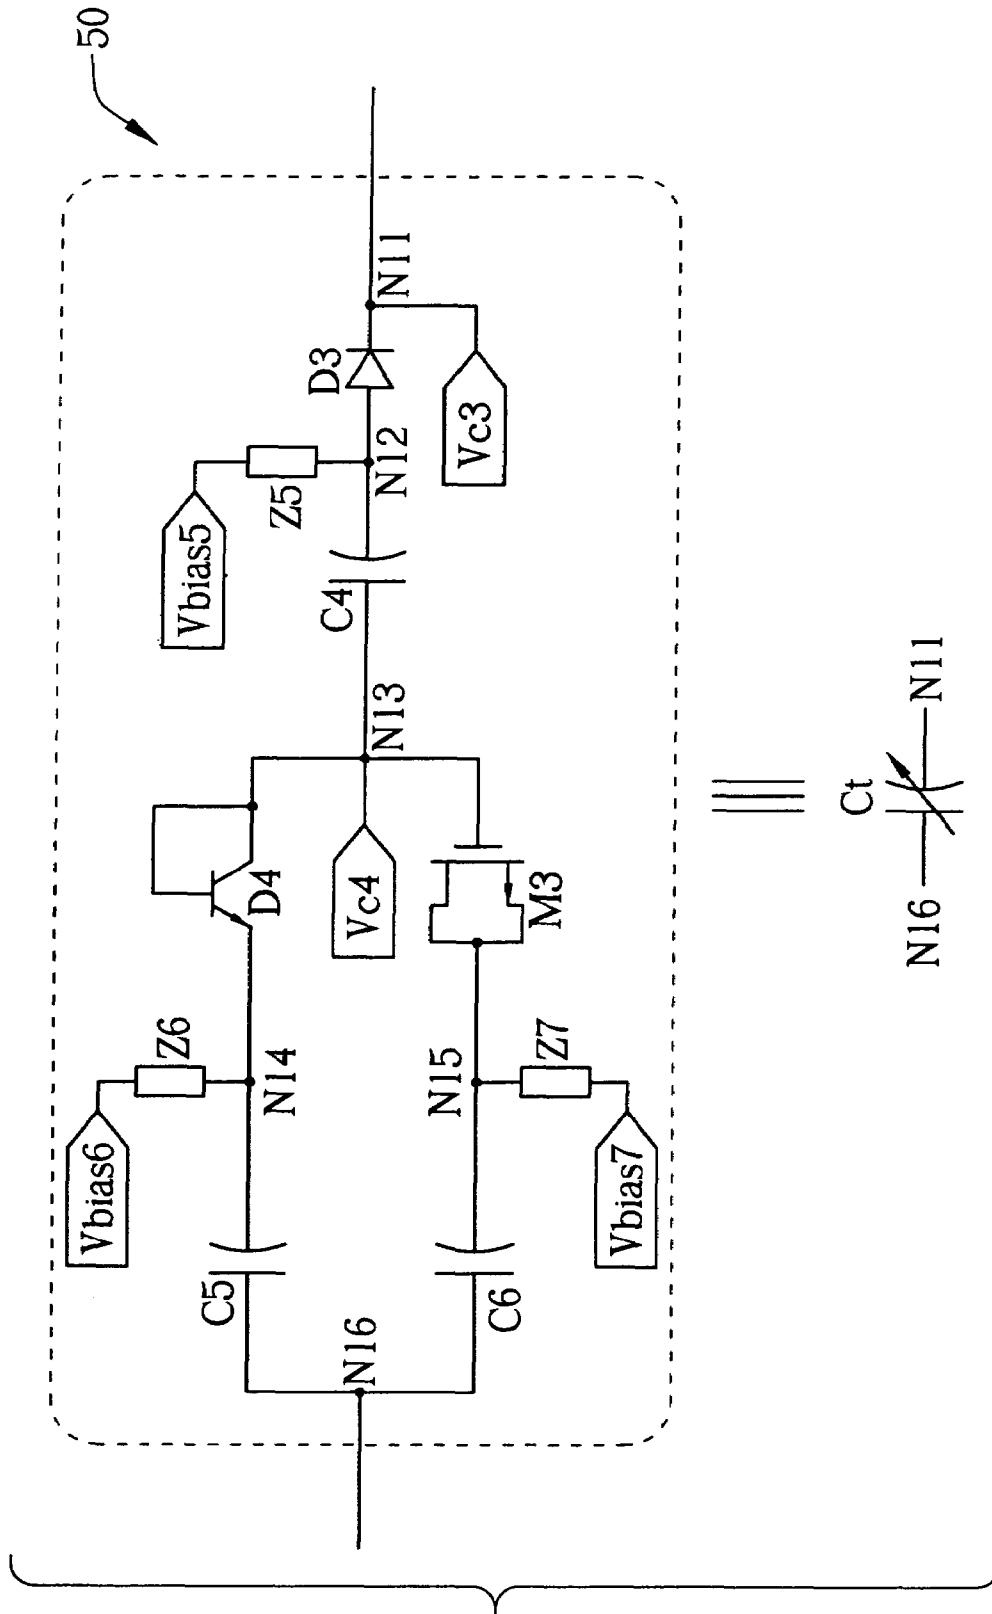 50
N11
D3
Vc3
N12
Z5
Vbias5
C4
N13
D4
Vc4
M3
Z6
N14
Vbias6
N15
Z7
Vbias7
C5
C6
N16
Ct
N16
N11